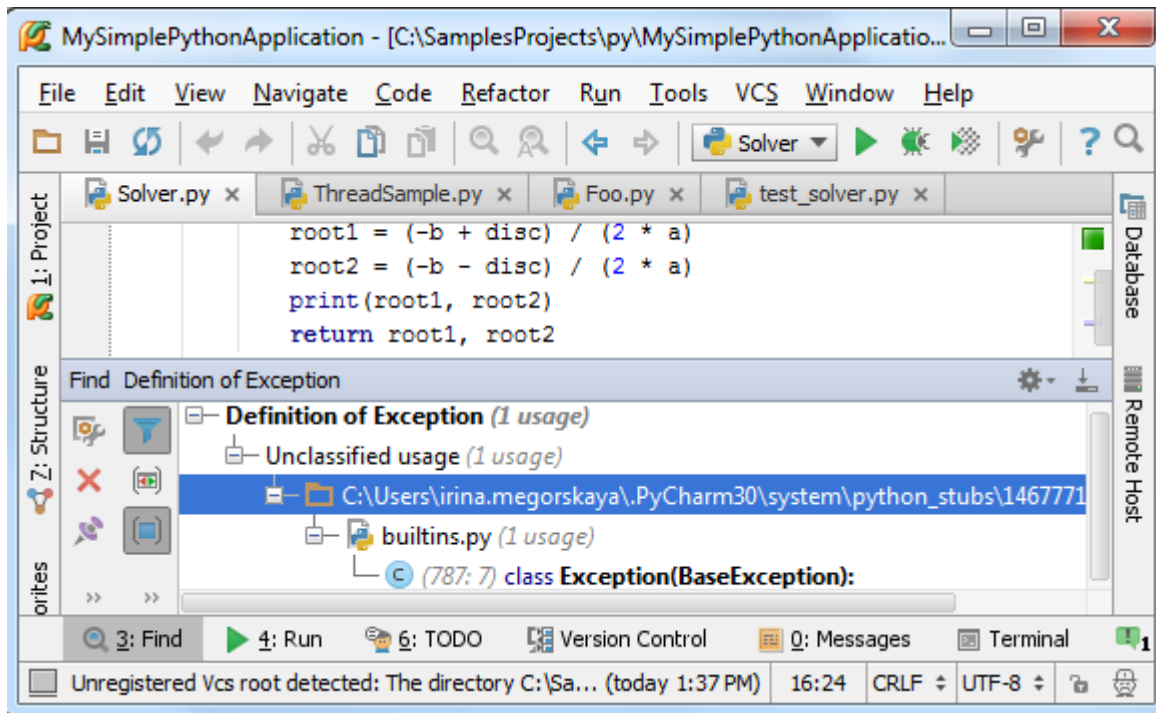 MySimplePythonApplication - [C:\SamplesProjects\py\MySimplePythonApplicatio...
File Edit View Navigate Code Refactor Run Tools VCS Window Help
Solver
Solver.py ThreadSample.py Foo.py test_solver.py
1: Project
Z: Structure
orites
Database
Remote Host
root1 = (-b + disc) / (2 * a)
root2 = (-b - disc) / (2 * a)
print(root1, root2)
return root1, root2
Find Definition of Exception
Definition of Exception (1 usage)
Unclassified usage (1 usage)
C:\Users\irina.megorskaya\.PyCharm30\system\python_stubs\1467771
builtins.py (1 usage)
C (787: 7) class Exception(BaseException):
3: Find 4: Run 6: TODO Version Control 0: Messages Terminal 1
Unregistered Vcs root detected: The directory C:\Sa... (today 1:37 PM) 16:24 CRLF UTF-8